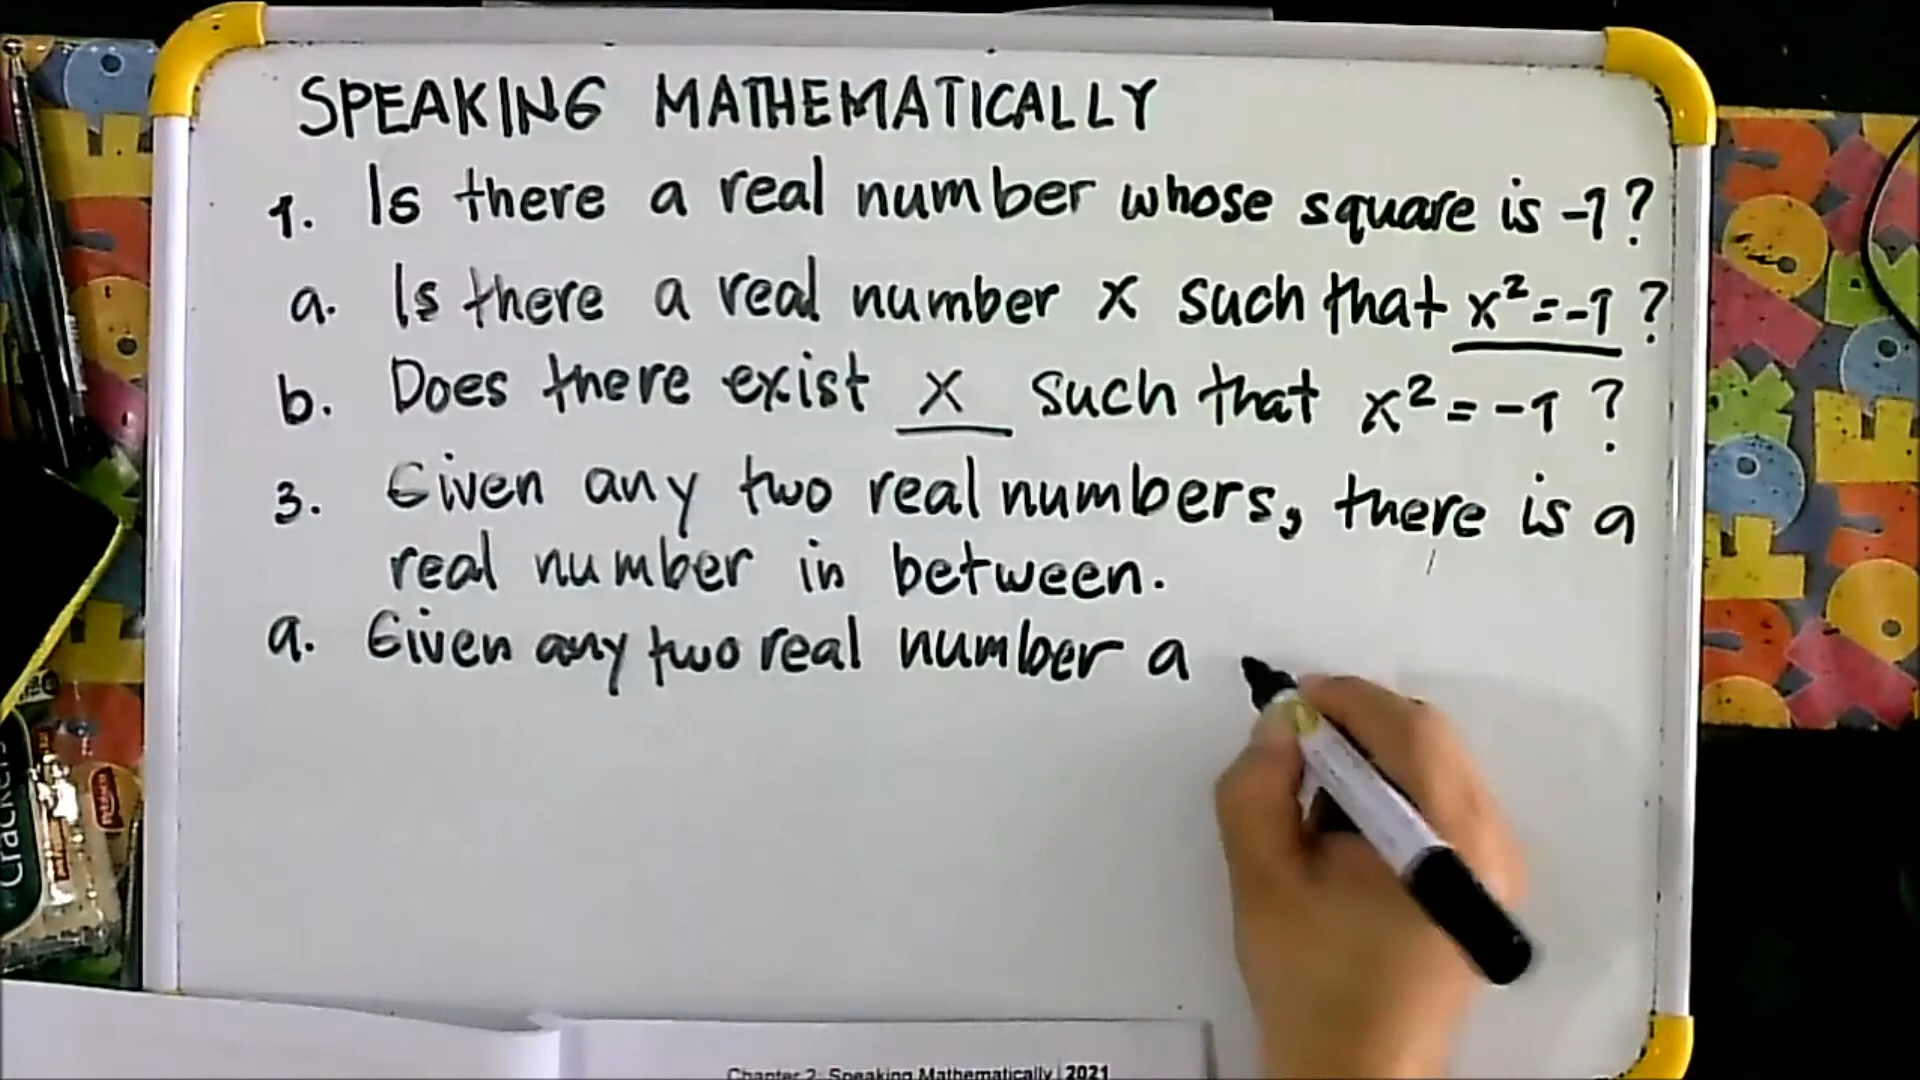 SPEAKING MATHEMATICALLY
1. Is there a real number whose square is -1?
a. Is there a real number x such that x²=-1?
b. Does there exist x such that x²=-1?
3. Given any two real numbers, there is a
real number in between.
a. Given any two real number a
Crackers
Chapter 2: Speaking Mathematically | 2021